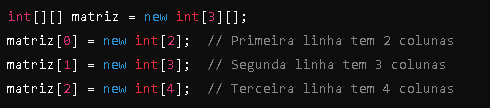 int[][] matriz = new int[3][];
matriz[0] = new int[2];  // Primeira linha tem 2 colunas
matriz[1] = new int[3];  // Segunda linha tem 3 colunas
matriz[2] = new int[4];  // Terceira linha tem 4 colunas